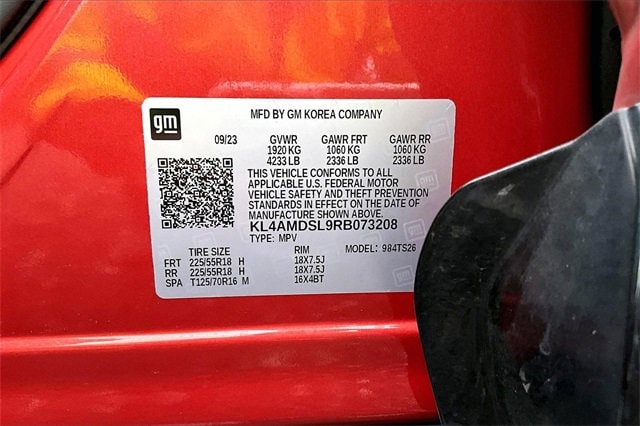 gm
MFD BY GM KOREA COMPANY
09/23 GVWR GAWR FRT GAWR RR
1920 KG 1060 KG 1060 KG
4233 LB 2336 LB 2336 LB
THIS VEHICLE CONFORMS TO ALL
APPLICABLE U.S. FEDERAL MOTOR
VEHICLE SAFETY AND THEFT PREVENTION
STANDARDS IN EFFECT ON THE DATE OF
MANUFACTURE SHOWN ABOVE.
KL4AMDSL9RB073208
TYPE: MPV MODEL: 984TS26
TIRE SIZE RIM
FRT 225/55R18 H 18X7.5J
RR 225/55R18 H 18X7.5J
SPA T125/70R16 M 16X4BT